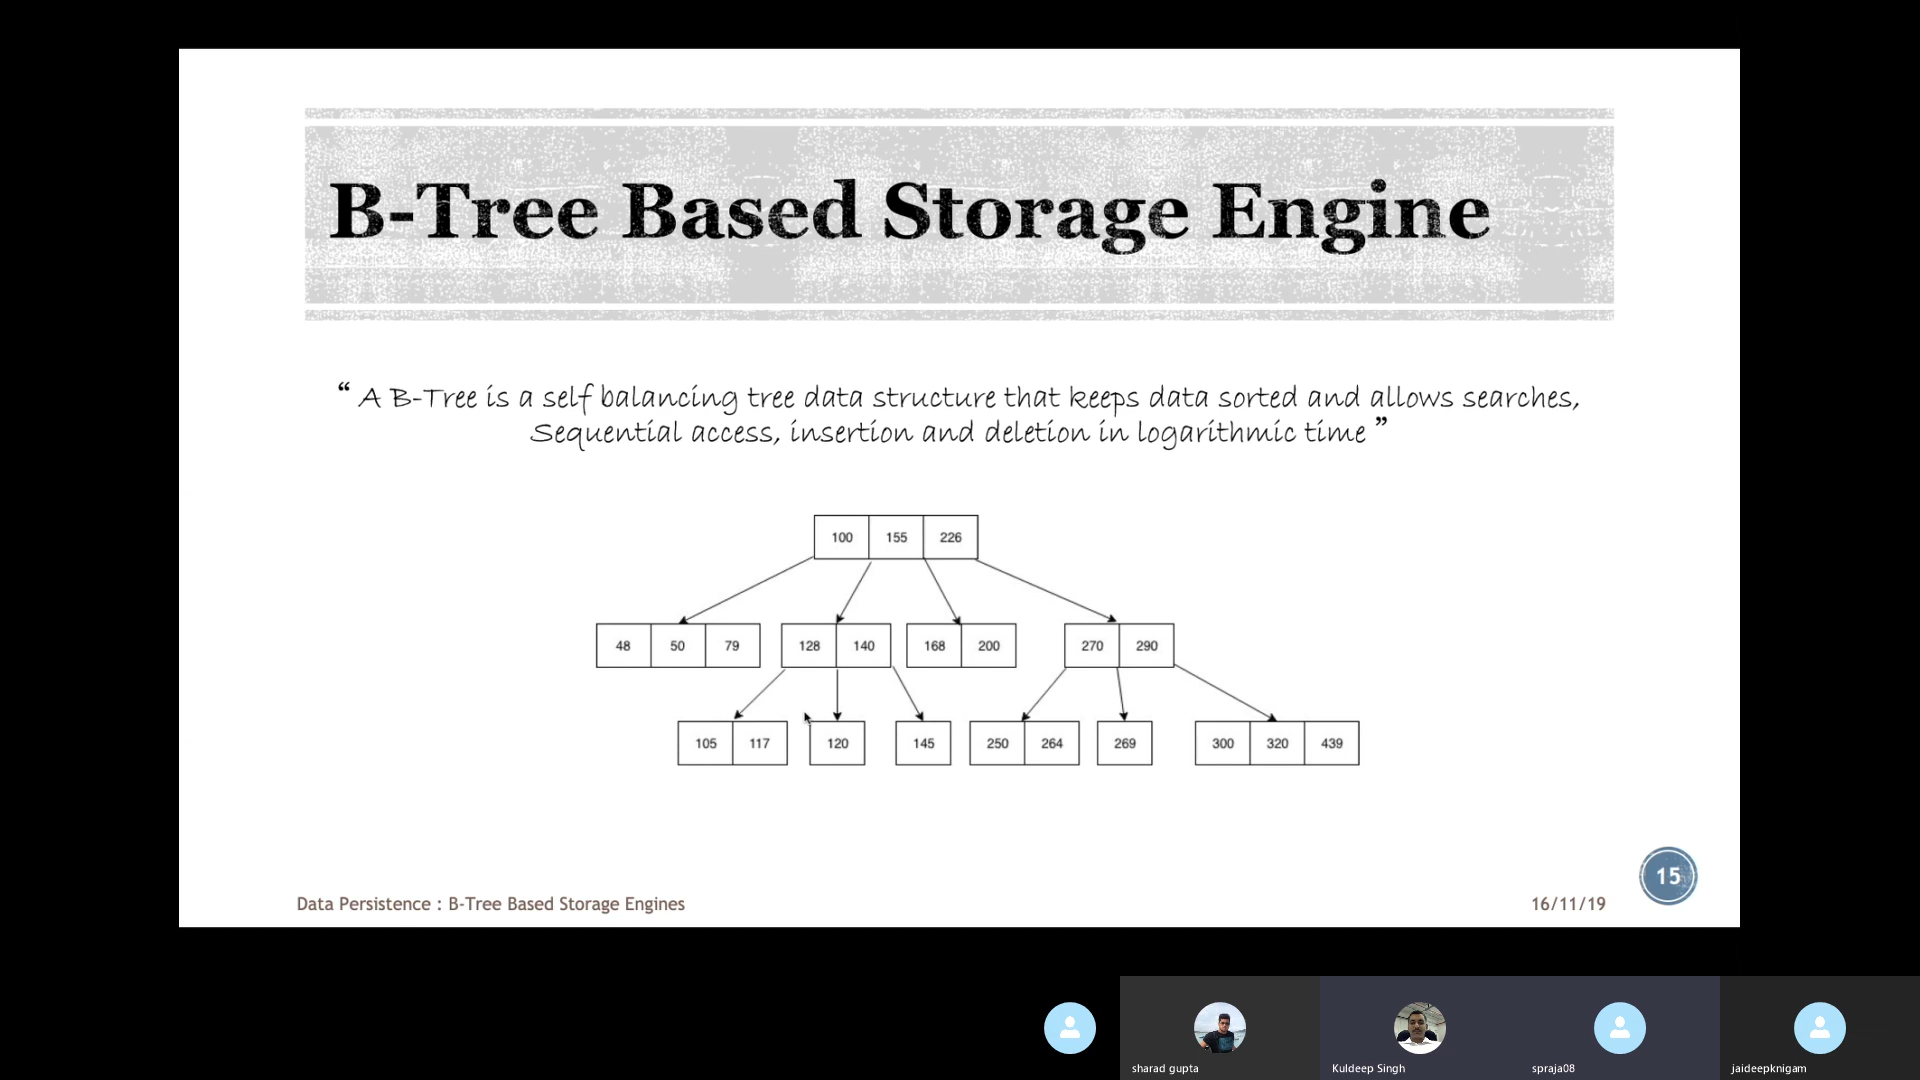 B-Tree Based Storage Engine
“ A B-Tree is a self balancing tree data structure that keeps data sorted and allows searches,
Sequential access, insertion and deletion in logarithmic time ”
100 155 226
48 50 79 128 140 168 200 270 290
105 117 120 145 250 264 269 300 320 439
15
Data Persistence : B-Tree Based Storage Engines 16/11/19
sharad gupta Kuldeep Singh spraja08 jaideepknigam